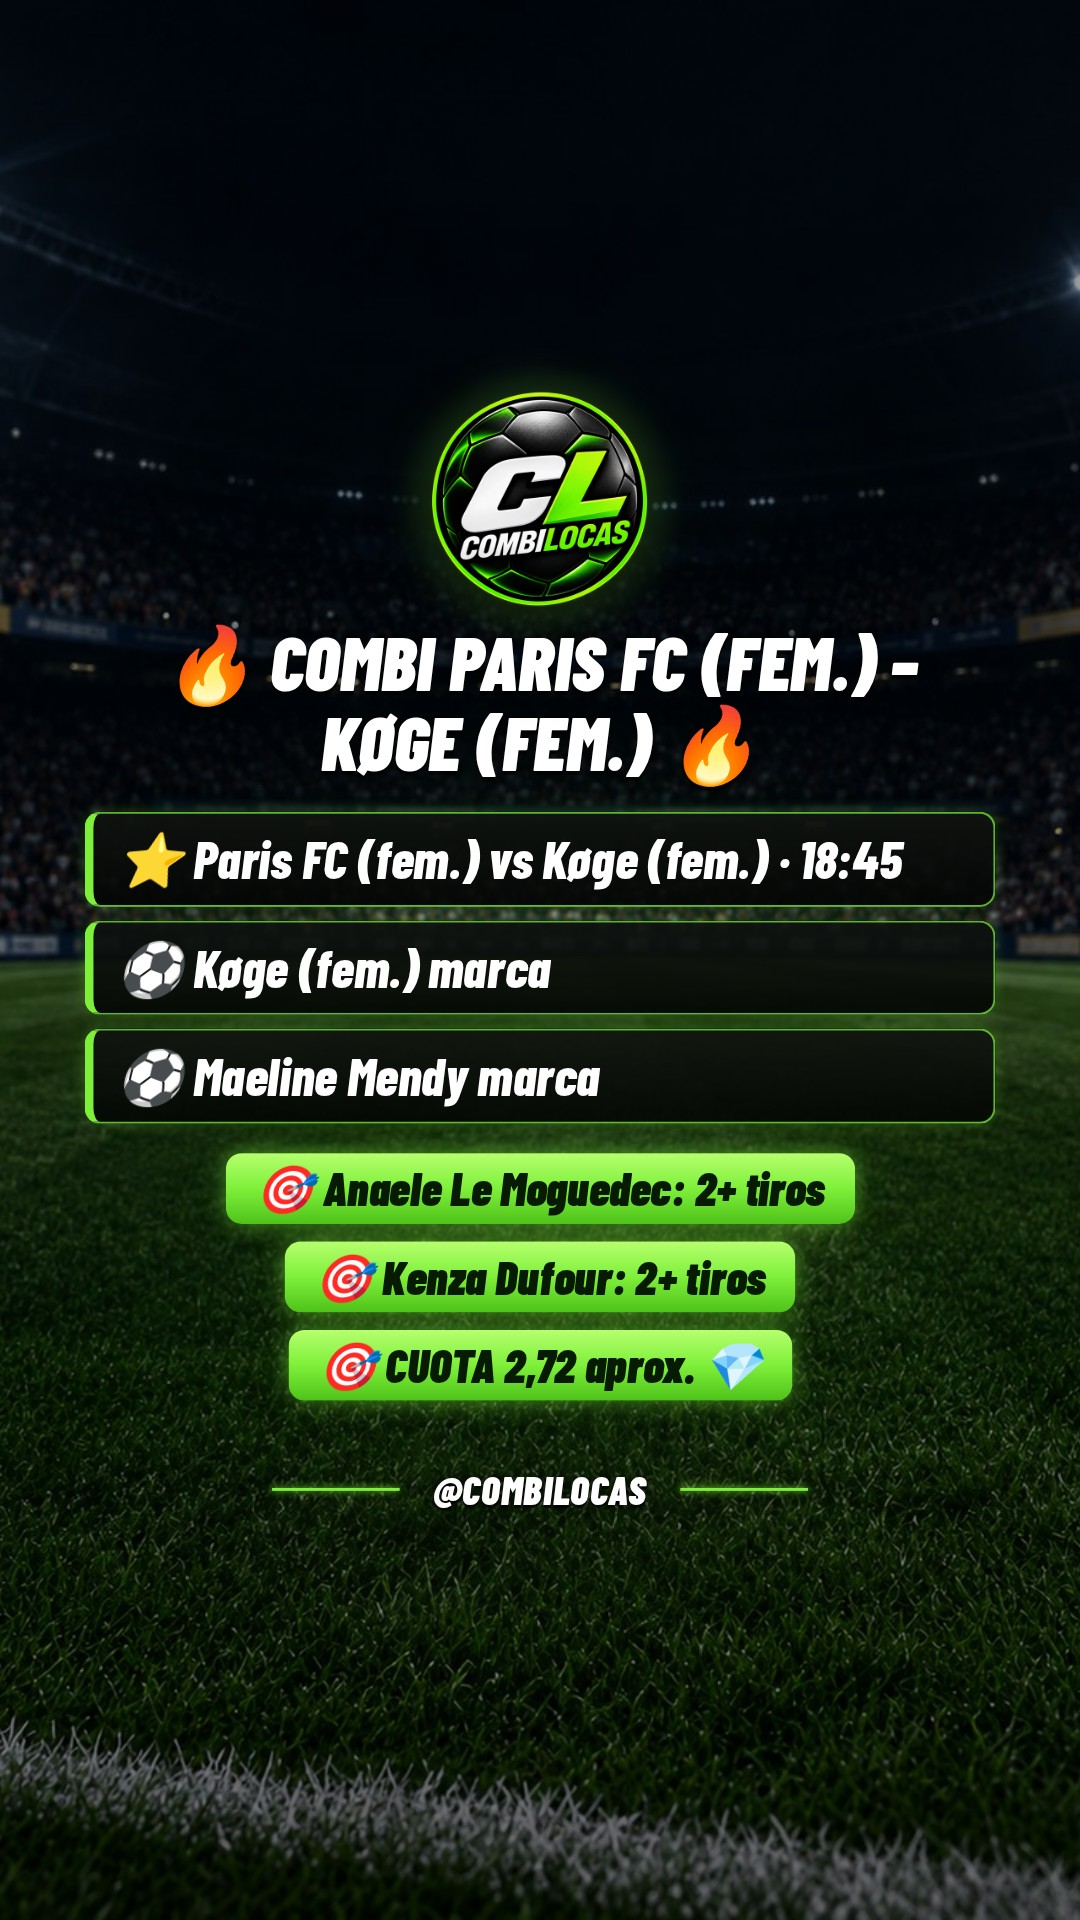 CL
COMBILOCAS
🔥 COMBI PARIS FC (FEM.) -
KØGE (FEM.) 🔥
⭐ Paris FC (fem.) vs Køge (fem.) · 18:45
⚽ Køge (fem.) marca
⚽ Maeline Mendy marca
🎯 Anaele Le Moguedec: 2+ tiros
🎯 Kenza Dufour: 2+ tiros
🎯 CUOTA 2,72 aprox. 💎
@COMBILOCAS